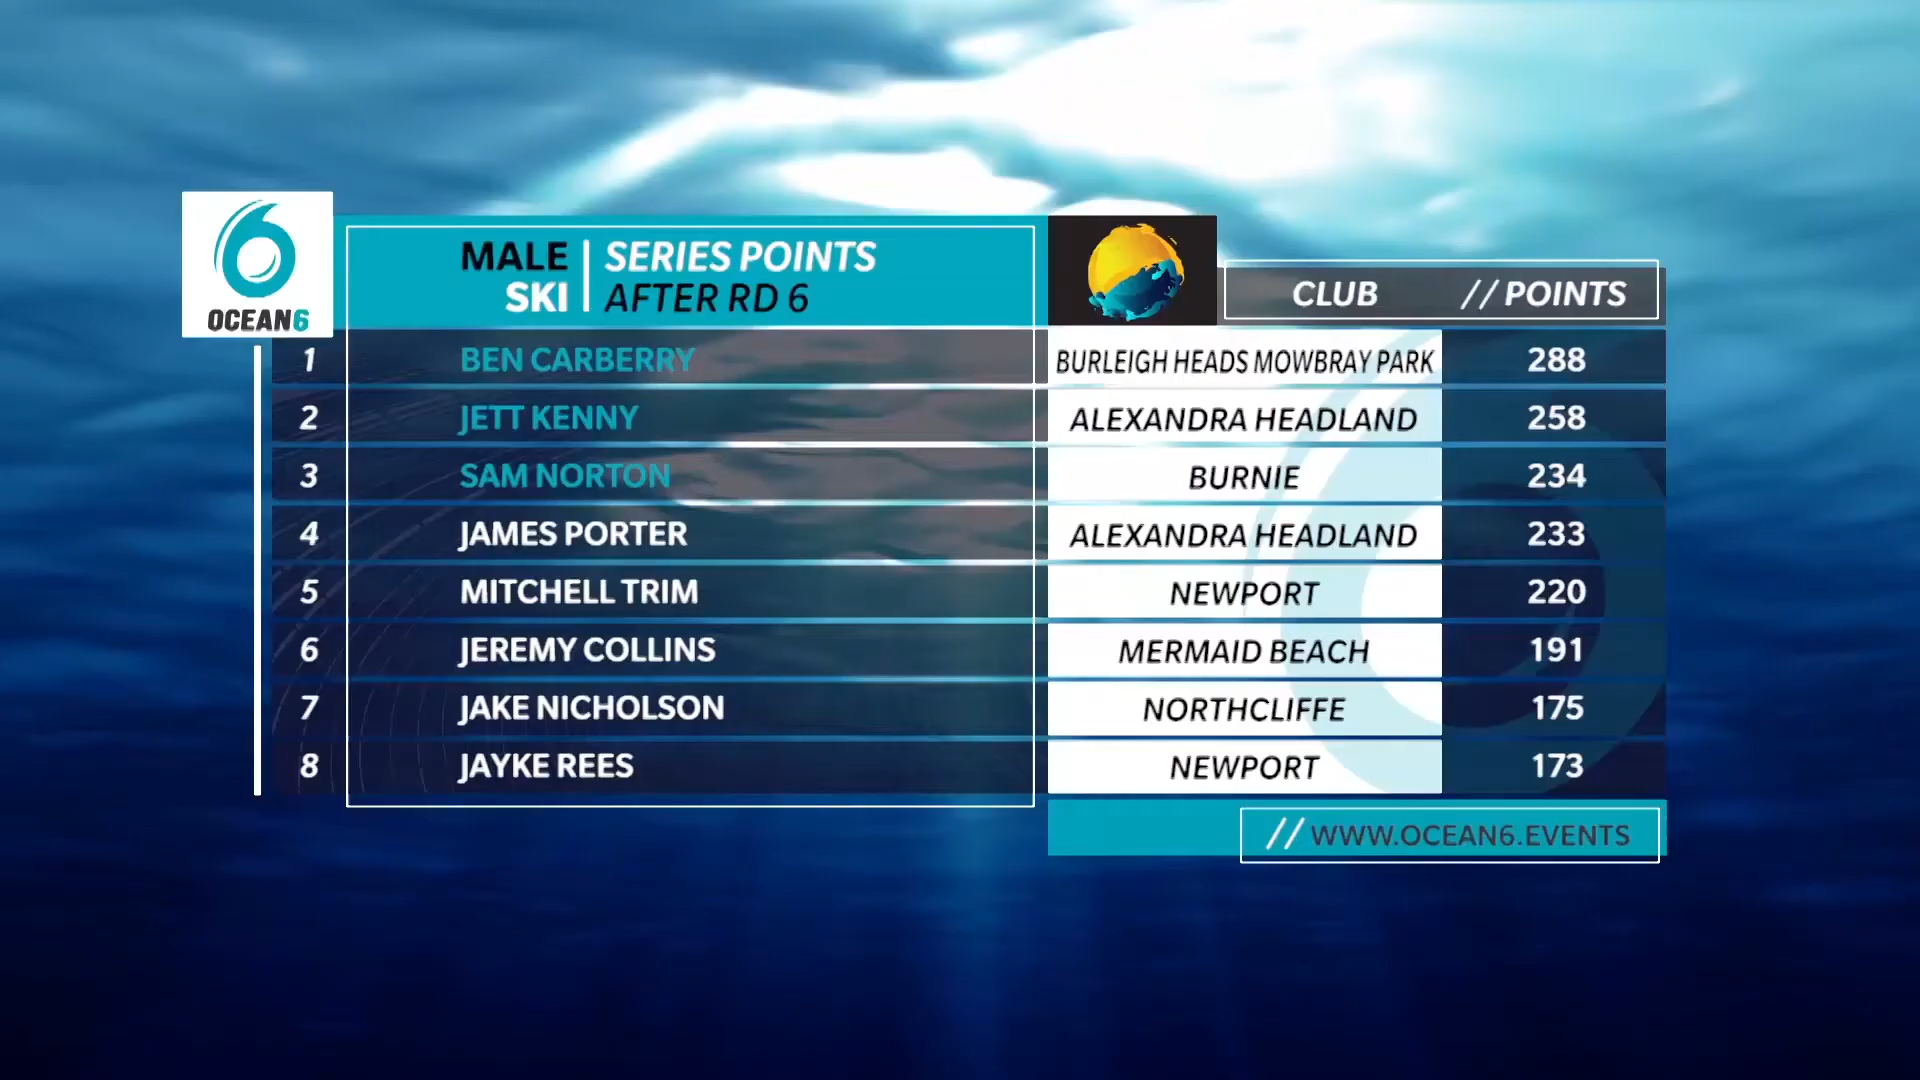 OCEAN6
MALE SKI
SERIES POINTS
AFTER RD 6
CLUB // POINTS
1 BEN CARBERRY BURLEIGH HEADS MOWBRAY PARK 288
2 JETT KENNY ALEXANDRA HEADLAND 258
3 SAM NORTON BURNIE 234
4 JAMES PORTER ALEXANDRA HEADLAND 233
5 MITCHELL TRIM NEWPORT 220
6 JEREMY COLLINS MERMAID BEACH 191
7 JAKE NICHOLSON NORTHCLIFFE 175
8 JAYKE REES NEWPORT 173
// WWW.OCEAN6.EVENTS